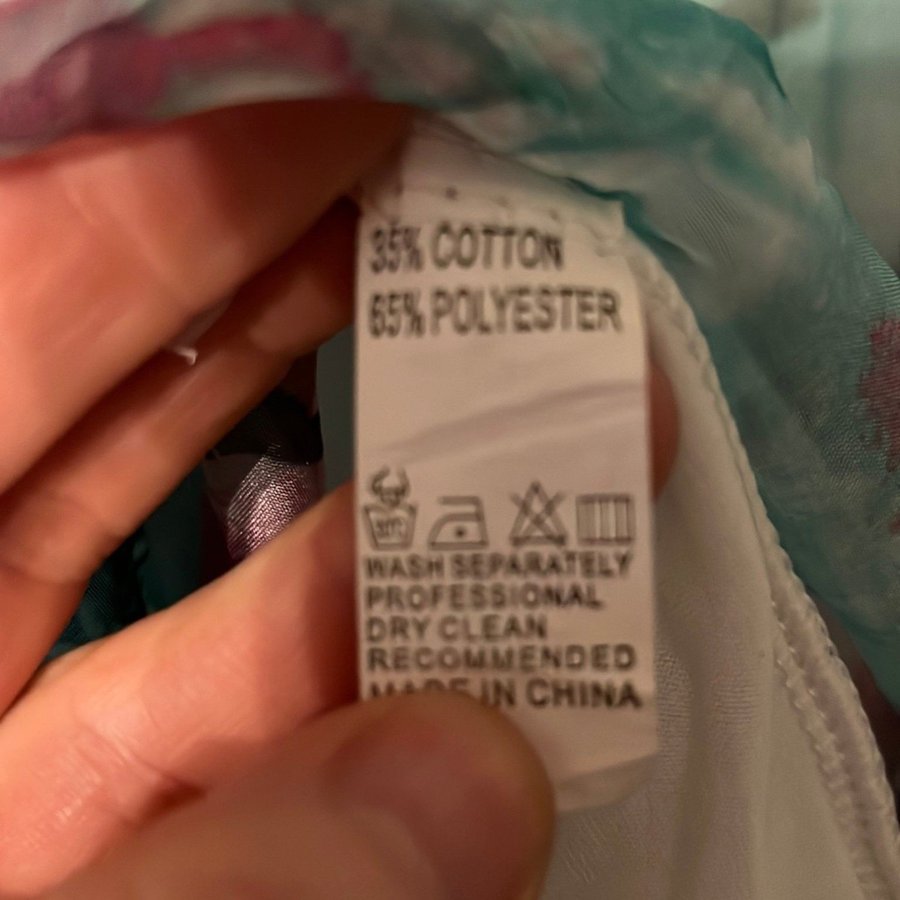 35% COTTON
65% POLYESTER
WASH SEPARATELY
PROFESSIONAL
DRY CLEAN
RECOMMENDED
MADE IN CHINA